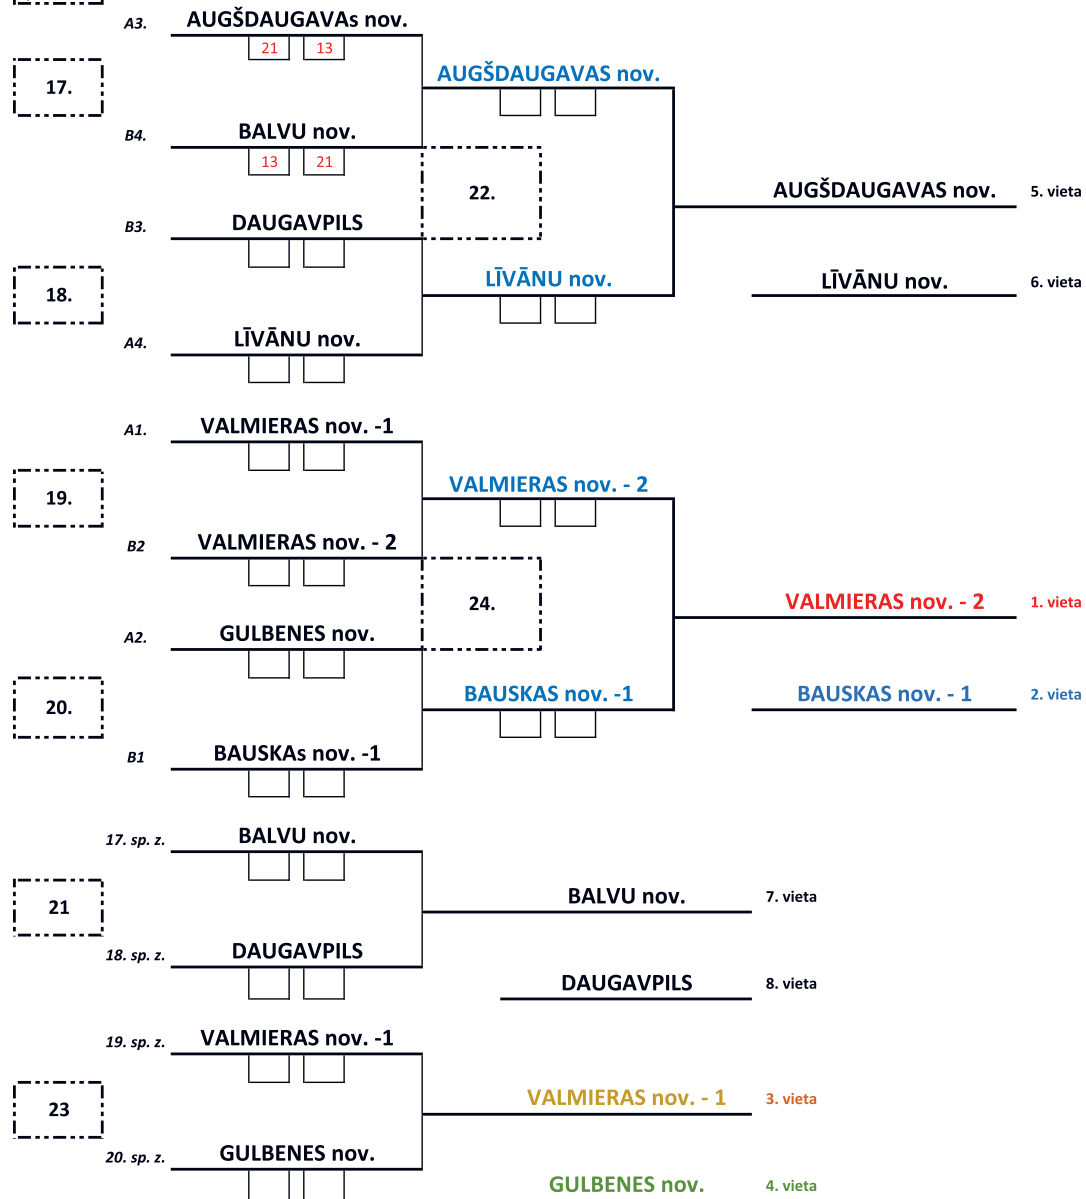 A3. AUGŠDAUGAVAs nov.
21 13
17. AUGŠDAUGAVAS nov.
B4. BALVU nov.
13 21
22.
AUGŠDAUGAVAS nov. 5. vieta
B3. DAUGAVPILS
18. LĪVĀNU nov.
LĪVĀNU nov. 6. vieta
A4. LĪVĀNU nov.
A1. VALMIERAS nov. -1
19. VALMIERAS nov. - 2
B2 VALMIERAS nov. - 2
24.
VALMIERAS nov. - 2 1. vieta
A2. GULBENES nov.
20. BAUSKAS nov. -1
BAUSKAS nov. - 1 2. vieta
B1 BAUSKAs nov. -1
17. sp. z. BALVU nov.
21 BALVU nov. 7. vieta
18. sp. z. DAUGAVPILS
DAUGAVPILS 8. vieta
19. sp. z. VALMIERAS nov. -1
23 VALMIERAS nov. - 1 3. vieta
20. sp. z. GULBENES nov.
GULBENES nov. 4. vieta